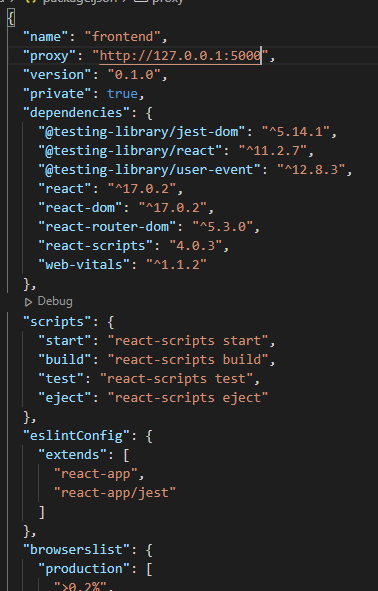 package.json > proxy
{
"name": "frontend",
"proxy": "http://127.0.0.1:5000",
"version": "0.1.0",
"private": true,
"dependencies": {
"@testing-library/jest-dom": "^5.14.1",
"@testing-library/react": "^11.2.7",
"@testing-library/user-event": "^12.8.3",
"react": "^17.0.2",
"react-dom": "^17.0.2",
"react-router-dom": "^5.3.0",
"react-scripts": "4.0.3",
"web-vitals": "^1.1.2"
},
Debug
"scripts": {
"start": "react-scripts start",
"build": "react-scripts build",
"test": "react-scripts test",
"eject": "react-scripts eject"
},
"eslintConfig": {
"extends": [
"react-app",
"react-app/jest"
]
},
"browserslist": {
"production": [
">0.2%",